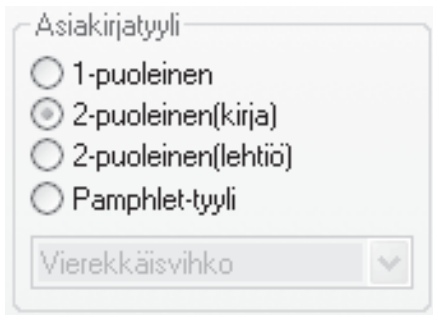 Asiakirjatyyli
1-puoleinen
2-puoleinen(kirja)
2-puoleinen(lehtiö)
Pamphlet-tyyli
Vierekkäisvihko